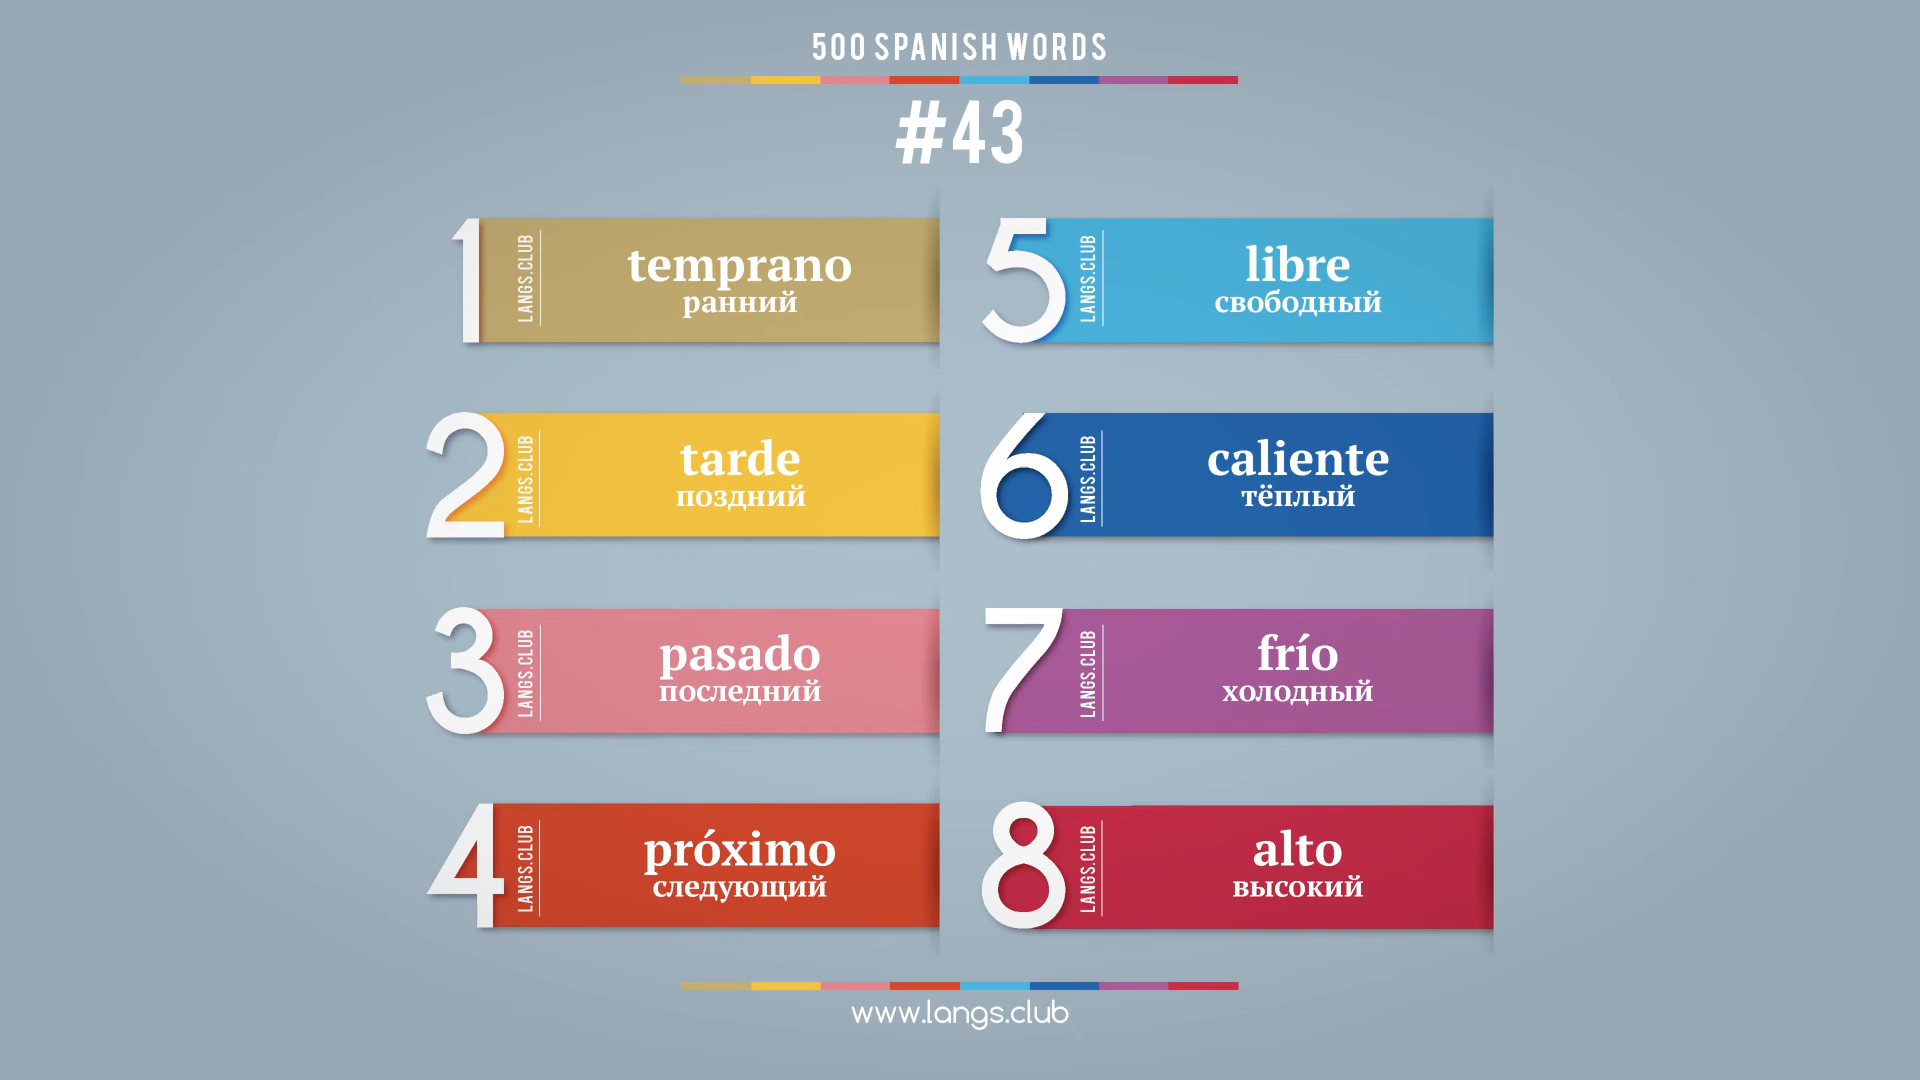 500 SPANISH WORDS
#43
1
LANGS.CLUB
temprano
ранний
2
LANGS.CLUB
tarde
поздний
3
LANGS.CLUB
pasado
последний
4
LANGS.CLUB
próximo
следующий
5
LANGS.CLUB
libre
свободный
6
LANGS.CLUB
caliente
тёплый
7
LANGS.CLUB
frío
холодный
8
LANGS.CLUB
alto
высокий
www.langs.club